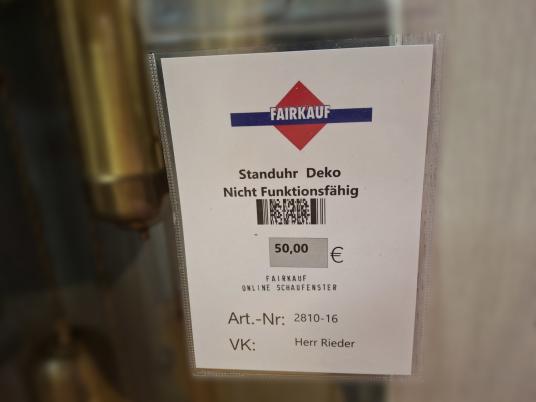 FAIRKAUF
Standuhr Deko
Nicht Funktionsfähig
50,00 €
FAIRKAUF
ONLINE SCHAUFENSTER
Art.-Nr: 2810-16
VK: Herr Rieder